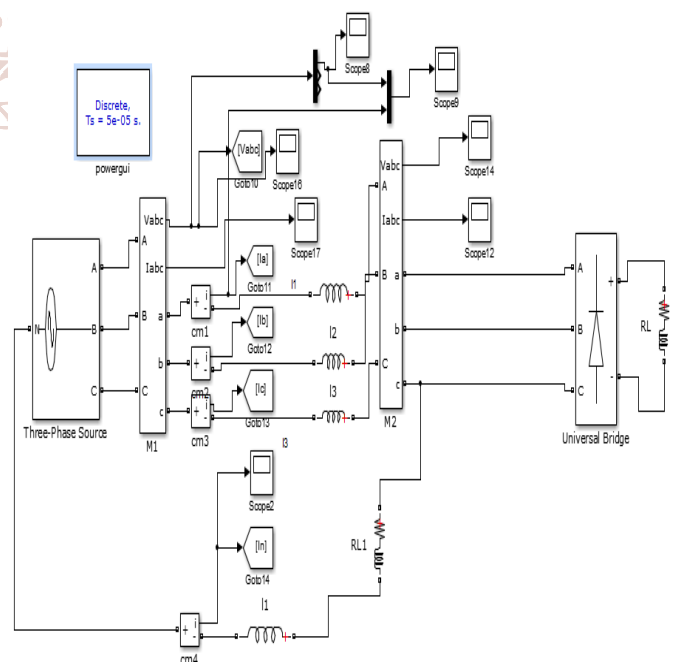 Scope8
Scope9
Discrete,
Ts = 5e-05 s.
powergui
[Vabc]
Goto10
Scope16
Vabc
A
Scope14
Iabc
Scope12
Vabc
A
Iabc
Scope17
[Ia]
Goto11
B
a
b
C
c
M2
A
B
C
+
-
Universal Bridge
RL
A
N
B
C
Three-Phase Source
B
a
b
C
c
M1
+
i
-
cm1
l1
[Ib]
Goto12
l2
+
i
-
cm2
[Ic]
Goto13
l3
+
i
-
cm3
l3
Scope2
[In]
Goto14
RL1
l1
+
i
-
cm4